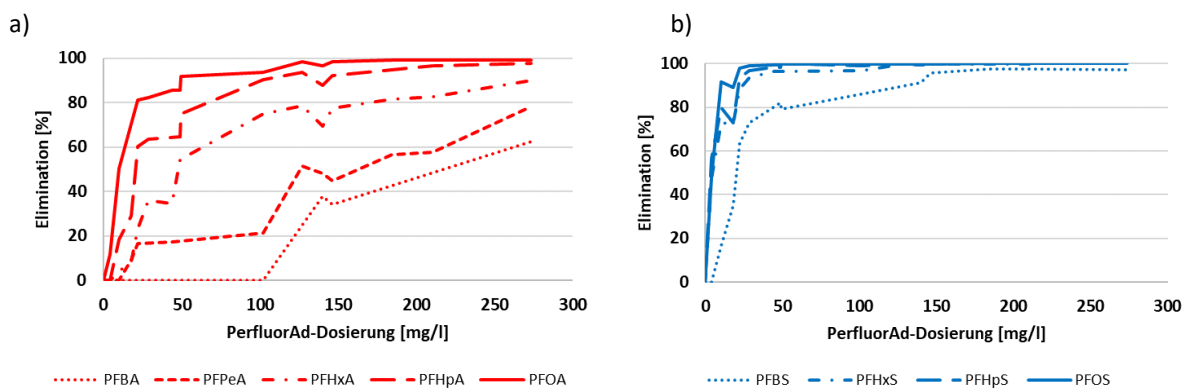 a)
100
80
60
40
20
0
Elimination [%]
0 50 100 150 200 250 300
PerfluorAd-Dosierung [mg/l]
PFBA PFPeA PFHxA PFHpA PFOA
b)
100
80
60
40
20
0
Elimination [%]
0 50 100 150 200 250 300
PerfluorAd-Dosierung [mg/l]
PFBS PFHxS PFHpS PFOS